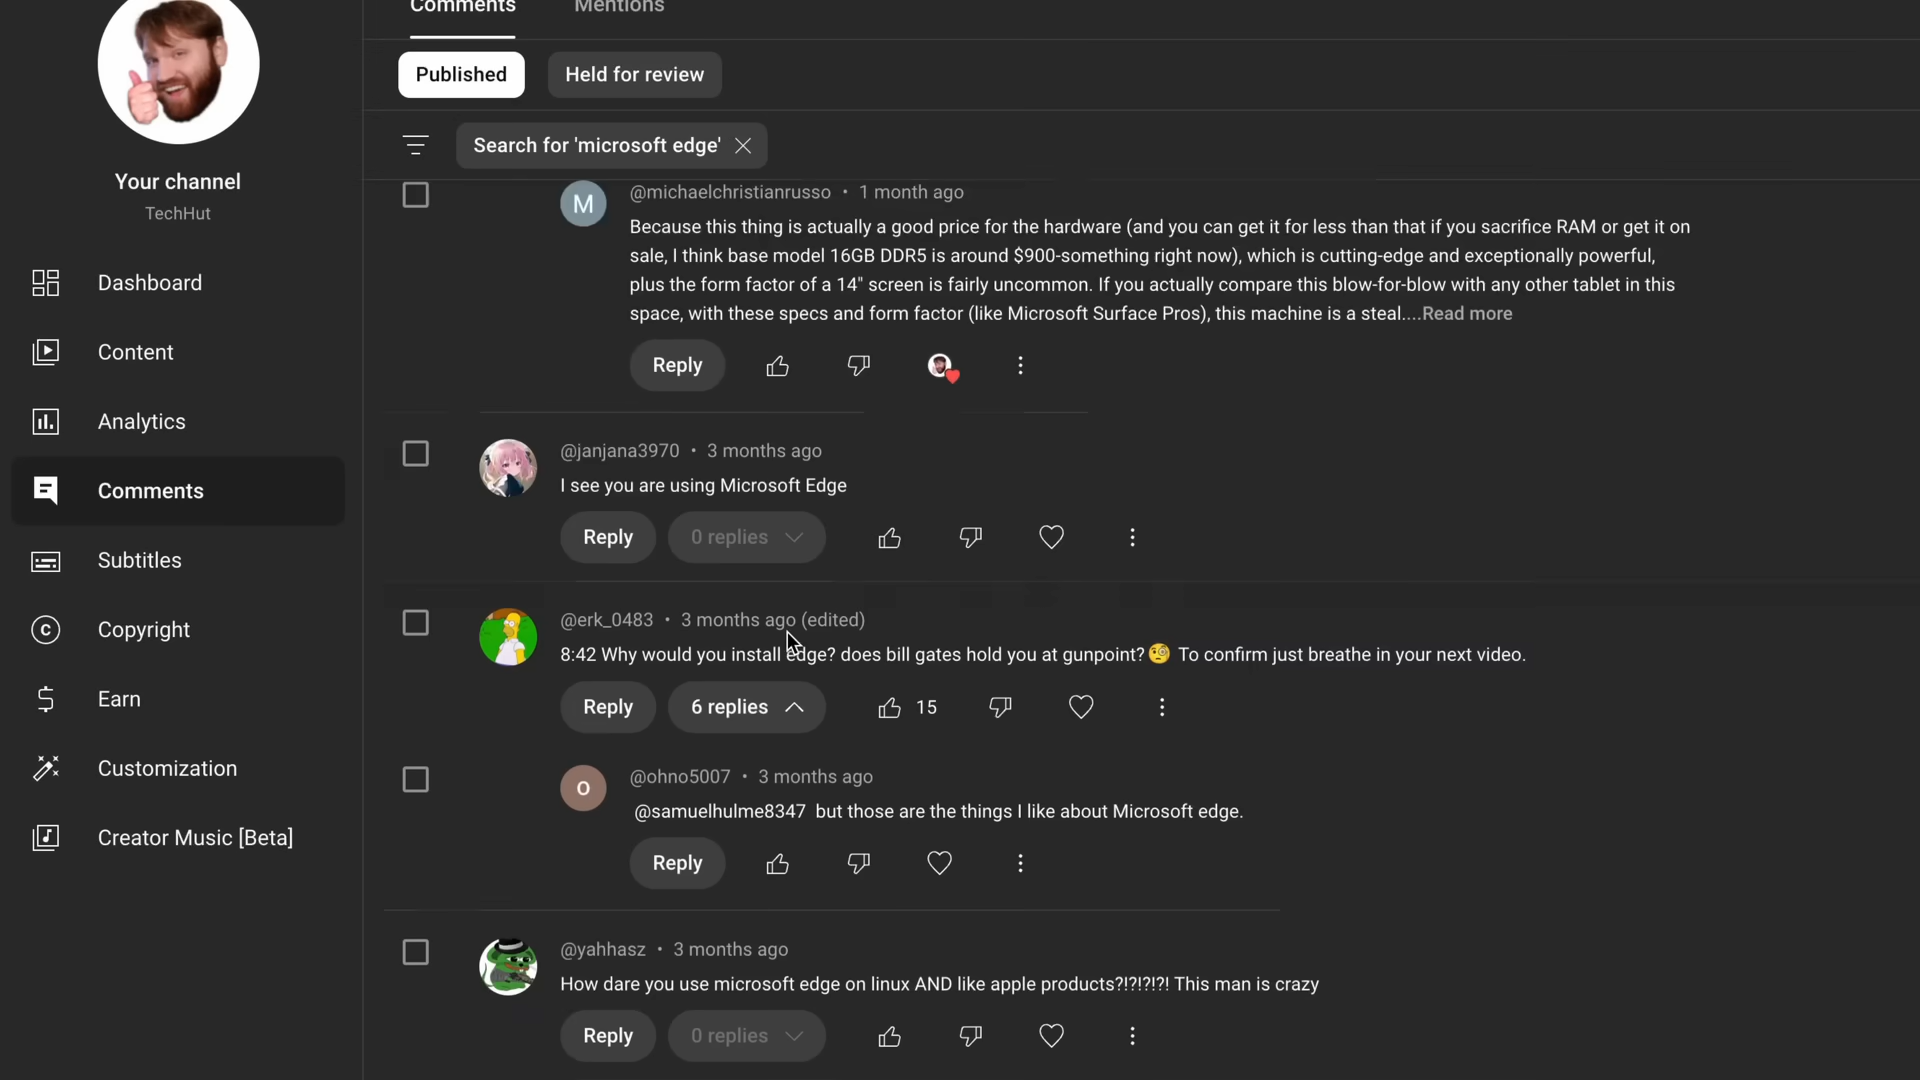 Comments
Mentions
Published
Held for review
Search for 'microsoft edge'
Your channel
TechHut
Dashboard
Content
Analytics
Comments
Subtitles
Copyright
Earn
Customization
Creator Music [Beta]
M
@michaelchristianrusso • 1 month ago
Because this thing is actually a good price for the hardware (and you can get it for less than that if you sacrifice RAM or get it on
sale, I think base model 16GB DDR5 is around $900-something right now), which is cutting-edge and exceptionally powerful,
plus the form factor of a 14" screen is fairly uncommon. If you actually compare this blow-for-blow with any other tablet in this
space, with these specs and form factor (like Microsoft Surface Pros), this machine is a steal....Read more
Reply
@janjana3970 • 3 months ago
I see you are using Microsoft Edge
Reply 0 replies
@erk_0483 • 3 months ago (edited)
8:42 Why would you install edge? does bill gates hold you at gunpoint?🧐 To confirm just breathe in your next video.
Reply 6 replies 15
O
@ohno5007 • 3 months ago
@samuelhulme8347 but those are the things I like about Microsoft edge.
Reply
@yahhasz • 3 months ago
How dare you use microsoft edge on linux AND like apple products?!?!?!?! This man is crazy
Reply 0 replies